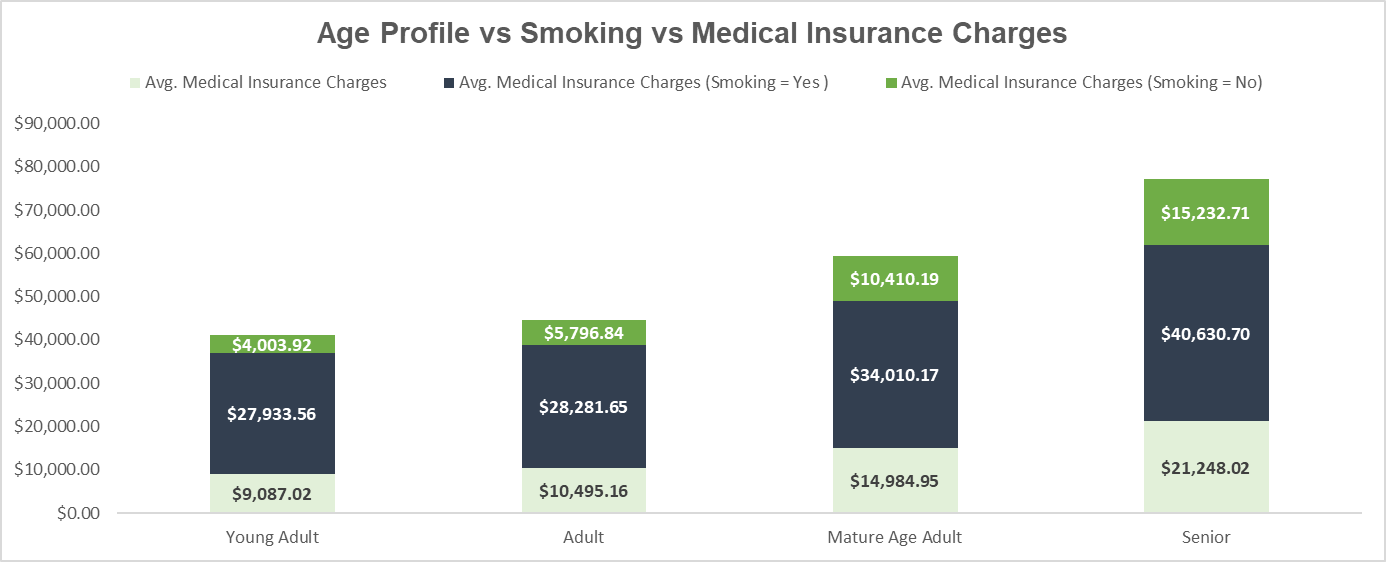 Age Profile vs Smoking vs Medical Insurance Charges
Avg. Medical Insurance Charges
Avg. Medical Insurance Charges (Smoking = Yes )
Avg. Medical Insurance Charges (Smoking = No)
$90,000.00
$80,000.00
$70,000.00
$60,000.00
$50,000.00
$40,000.00
$30,000.00
$20,000.00
$10,000.00
$0.00
$4,003.92
$27,933.56
$9,087.02
$5,796.84
$28,281.65
$10,495.16
$10,410.19
$34,010.17
$14,984.95
$15,232.71
$40,630.70
$21,248.02
Young Adult
Adult
Mature Age Adult
Senior